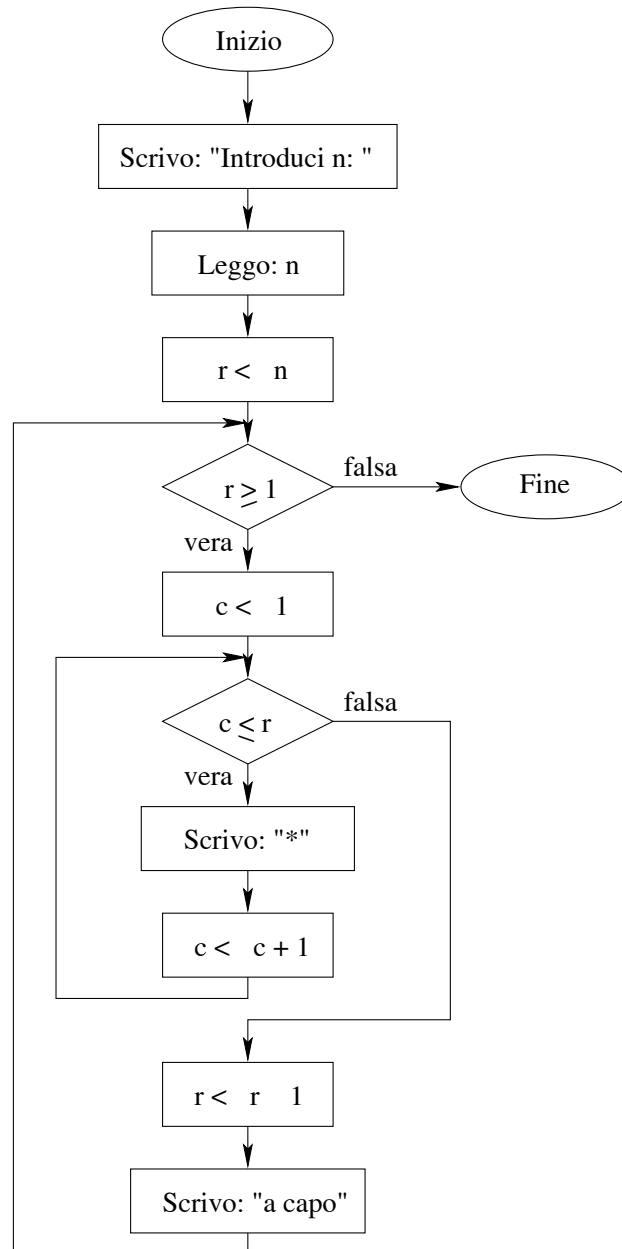 Inizio
Scrivo: "Introduci n: "
Leggo: n
r < n
r ≥ 1
falsa
Fine
vera
c < 1
c ≤ r
falsa
vera
Scrivo: "*"
c < c + 1
r < r 1
Scrivo: "a capo"